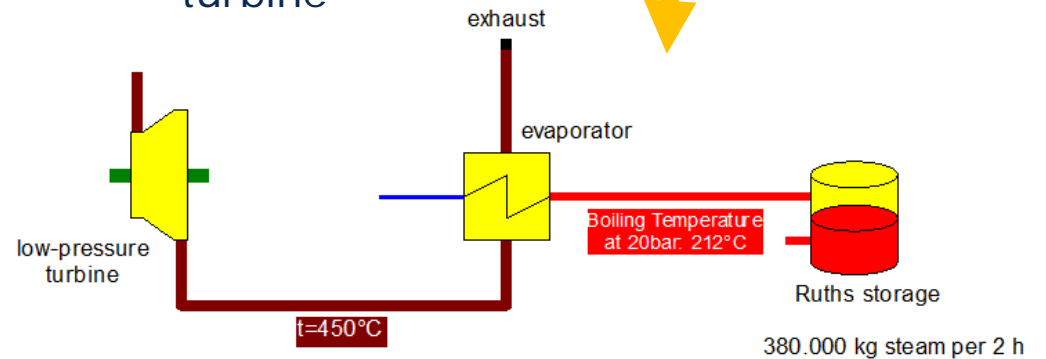 turbine
exhaust
evaporator
Boiling Temperature
at 20bar: 212°C
low-pressure
turbine
Ruths storage
t=450°C
380.000 kg steam per 2 h